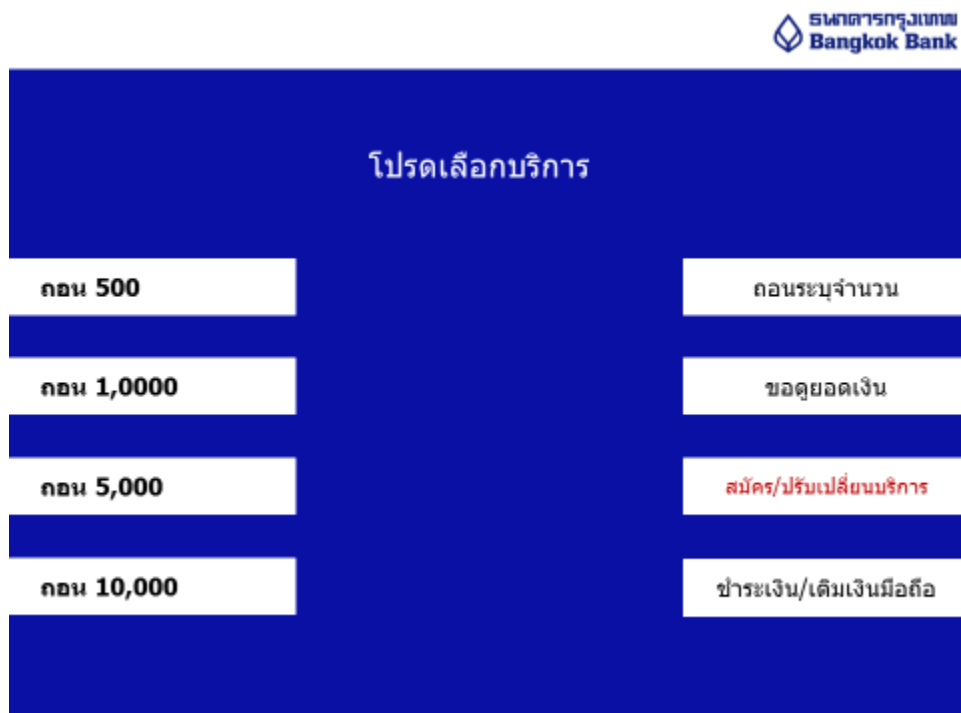 ธนาคารกรุงเทพ
Bangkok Bank
โปรดเลือกบริการ
ถอน 500
ถอนระบุจำนวน
ถอน 1,0000
ขอดูยอดเงิน
ถอน 5,000
สมัคร/ปรับเปลี่ยนบริการ
ถอน 10,000
ชำระเงิน/เติมเงินมือถือ